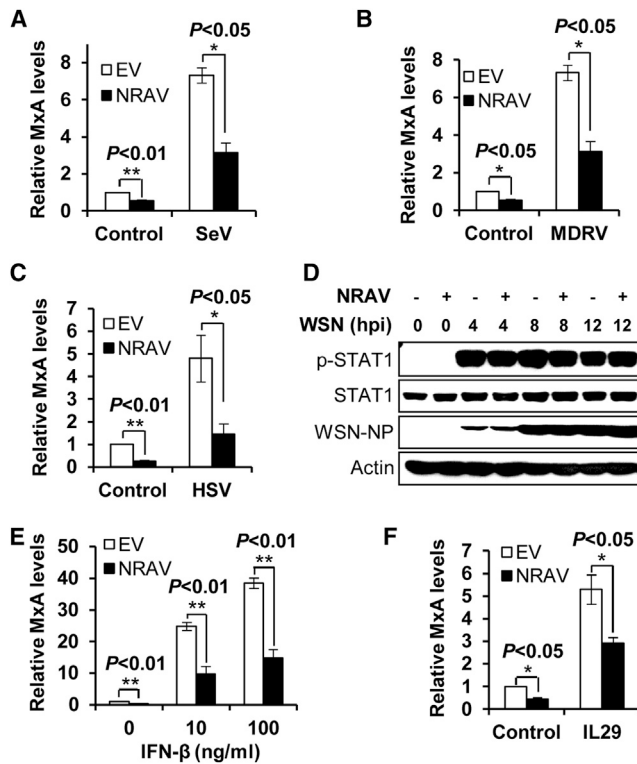 A
Relative MxA levels
8
6
4
2
0
EV
NRAV
P<0.01
**
P<0.05
*
Control SeV
B
Relative MxA levels
8
6
4
2
0
EV
NRAV
P<0.05
*
P<0.05
*
Control MDRV
C
Relative MxA levels
7
6
5
4
3
2
1
0
EV
NRAV
P<0.01
**
P<0.05
*
Control HSV
D
NRAV - + - + - + - +
WSN (hpi) 0 0 4 4 8 8 12 12
p-STAT1
STAT1
WSN-NP
Actin
E
Relative MxA levels
50
40
30
20
10
0
EV
NRAV
P<0.01
**
P<0.01
**
P<0.01
**
0 10 100
IFN-β (ng/ml)
F
Relative MxA levels
7
6
5
4
3
2
1
0
EV
NRAV
P<0.05
*
P<0.05
*
Control IL29